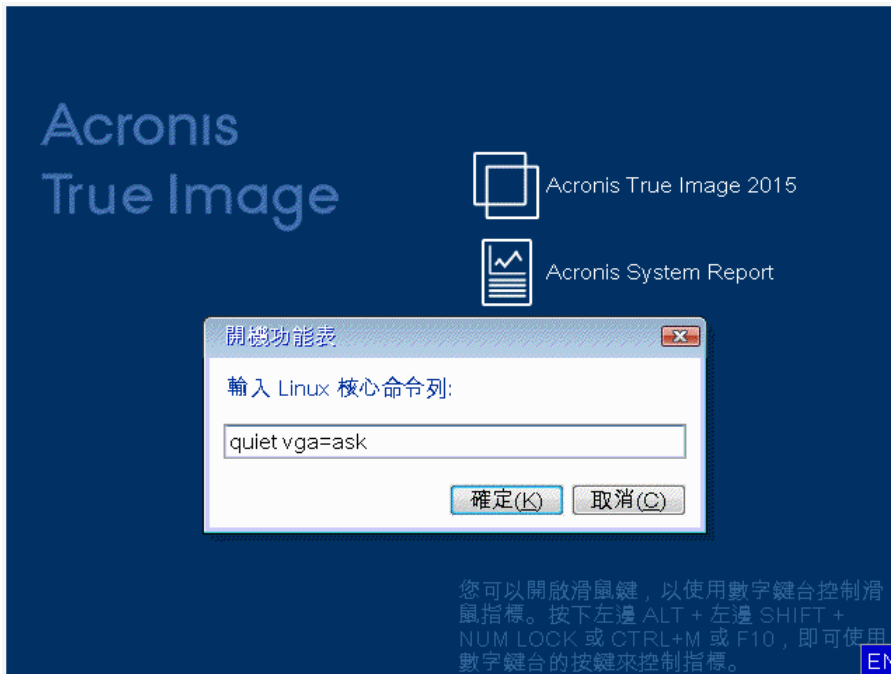 Acronis
True Image
Acronis True Image 2015
Acronis System Report
開機功能表
輸入 Linux 核心命令列:
quiet vga=ask
確定(K)
取消(C)
您可以開啟滑鼠鍵，以使用數字鍵台控制滑
鼠指標。按下左邊 ALT + 左邊 SHIFT +
NUM LOCK 或 CTRL+M 或 F10，即可使用
數字鍵台的按鍵來控制指標。
EN